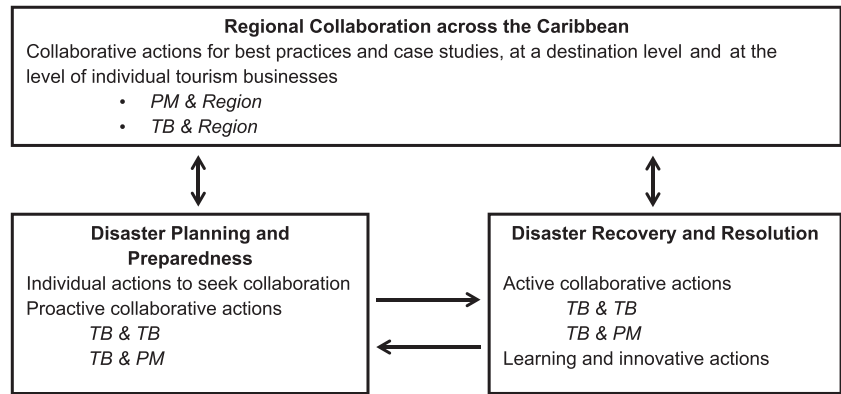 Regional Collaboration across the Caribbean
Collaborative actions for best practices and case studies, at a destination level and at the
level of individual tourism businesses
• PM & Region
• TB & Region
Disaster Planning and
Preparedness
Individual actions to seek collaboration
Proactive collaborative actions
TB & TB
TB & PM
Disaster Recovery and Resolution
Active collaborative actions
TB & TB
TB & PM
Learning and innovative actions